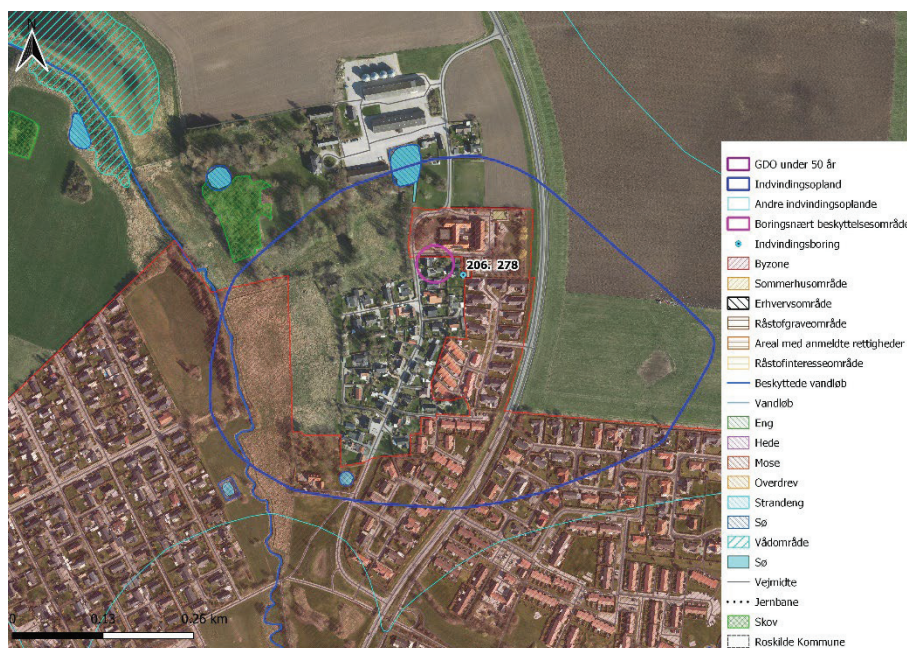 N
GDO under 50 år
Indvindingsopland
Andre indvindingsoplande
Boringsnært beskyttelsesområde
Indvindingsboring
Byzone
Sommerhusområde
Erhvervsområde
Råstofgraveområde
Areal med anmeldte rettigheder
Råstofinteresseområde
Beskyttede vandløb
Vandløb
Eng
Hede
Mose
Overdrev
Strandeng
Sø
Vådområde
Sø
Vejmidte
Jernbane
Skov
Roskilde Kommune
206. 278
0 0.13 0.26 km